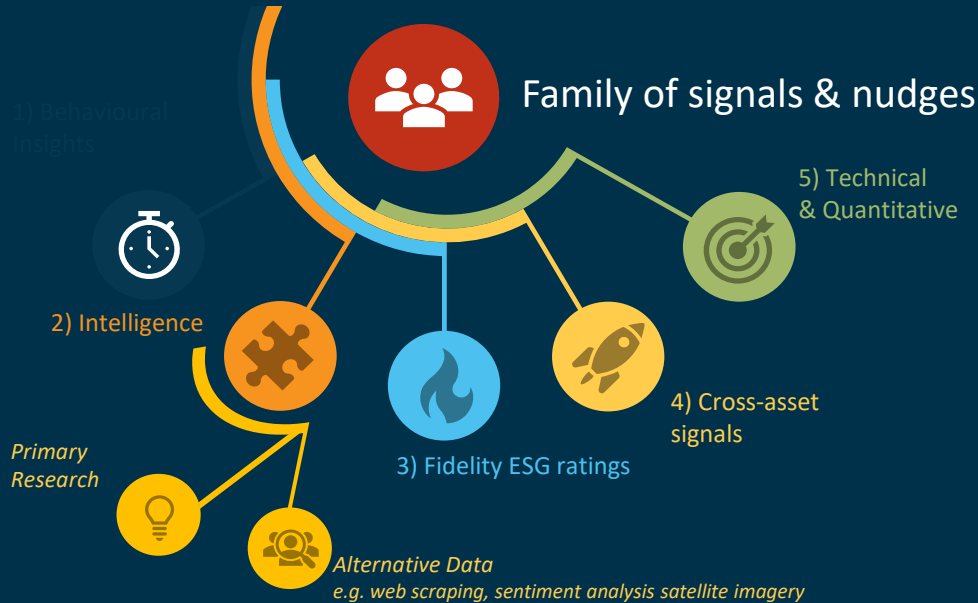 Family of signals & nudges
1) Behavioural
Insights
5) Technical
& Quantitative
2) Intelligence
4) Cross-asset
signals
3) Fidelity ESG ratings
Primary
Research
Alternative Data
e.g. web scraping, sentiment analysis satellite imagery